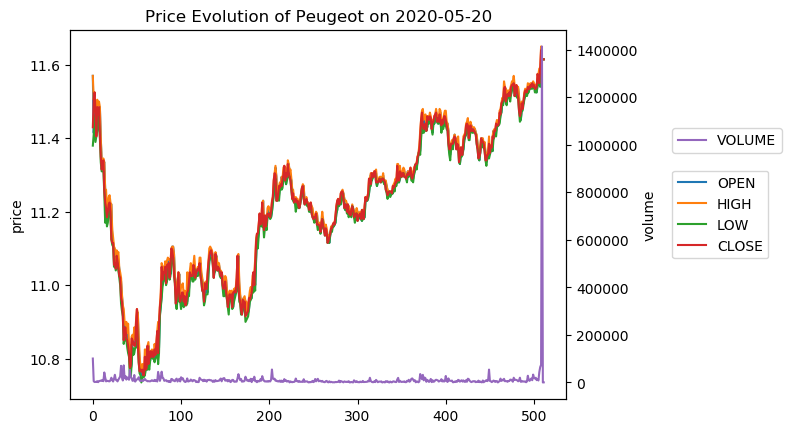 Price Evolution of Peugeot on 2020-05-20
price
11.6
11.4
11.2
11.0
10.8
0
100
200
300
400
500
1400000
1200000
1000000
800000
600000
400000
200000
0
volume
VOLUME
OPEN
HIGH
LOW
CLOSE